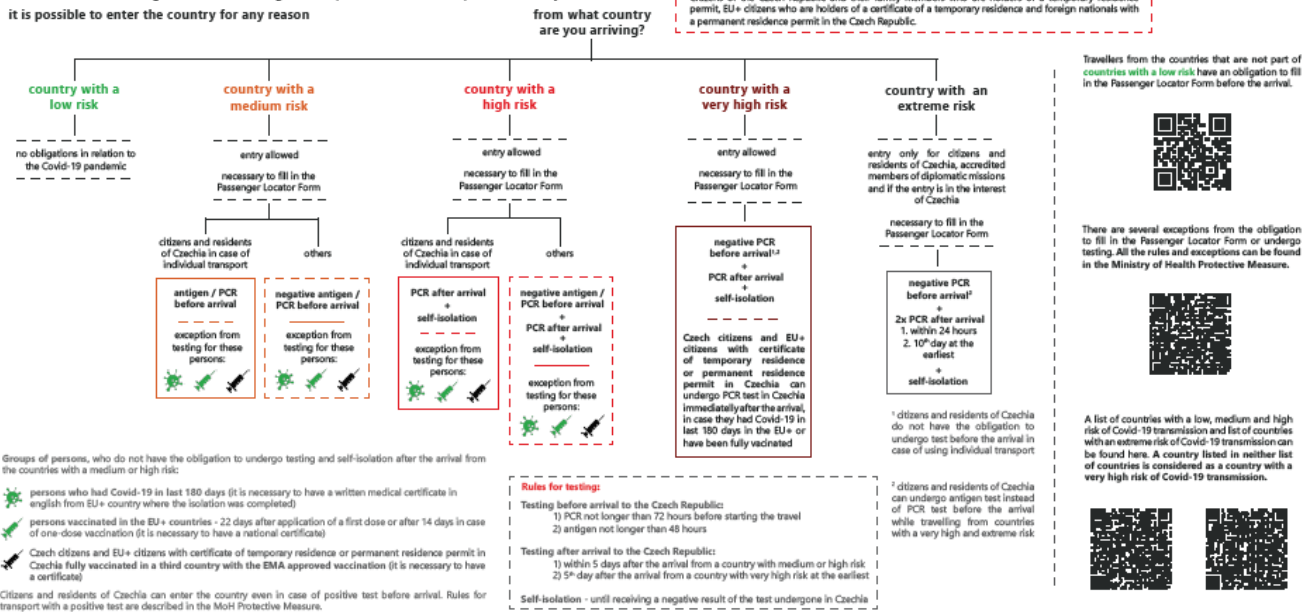 it is possible to enter the country for any reason
from what country
are you arriving?
permit, EU+ citizens who are holders of a certificate of a temporary residence and foreign nationals with
a permanent residence permit in the Czech Republic.
country with a
low risk
no obligations in relation to
the Covid-19 pandemic
country with a
medium risk
entry allowed
necessary to fill in the
Passenger Locator Form
citizens and residents
of Czechia in case of
individual transport
antigen / PCR
before arrival
exception from
testing for these
persons:
others
negative antigen /
PCR before arrival
exception from
testing for these
persons:
country with a
high risk
entry allowed
necessary to fill in the
Passenger Locator Form
citizens and residents
of Czechia in case of
individual transport
PCR after arrival
+
self-isolation
exception from
testing for these
persons:
others
negative antigen /
PCR before arrival
+
PCR after arrival
+
self-isolation
exception from
testing for these
persons:
country with a
very high risk
entry allowed
necessary to fill in the
Passenger Locator Form
negative PCR
before arrival¹,²
+
PCR after arrival
+
self-isolation
Czech citizens and EU+
citizens with certificate
of temporary residence
or permanent residence
permit in Czechia can
undergo PCR test in Czechia
immediatelly after the arrival,
in case they had Covid-19 in
last 180 days in the EU+ or
have been fully vaccinated
country with an
extreme risk
entry only for citizens and
residents of Czechia, accredited
members of diplomatic missions
and if the entry is in the interest
of Czechia
necessary to fill in the
Passenger Locator Form
negative PCR
before arrival²
+
2x PCR after arrival
1. within 24 hours
2. 10th day at the
earliest
+
self-isolation
¹ citizens and residents of Czechia
do not have the obligation to
undergo test before the arrival in
case of using individual transport
² citizens and residents of Czechia
can undergo antigen test instead
of PCR test before the arrival
while travelling from countries
with a very high and extreme risk
Travellers from the countries that are not part of
countries with a low risk have an obligation to fill
in the Passenger Locator Form before the arrival.
There are several exceptions from the obligation
to fill in the Passenger Locator Form or undergo
testing. All the rules and exceptions can be found
in the Ministry of Health Protective Measure.
A list of countries with a low, medium and high
risk of Covid-19 transmission and list of countries
with an extreme risk of Covid-19 transmission can
be found here. A country listed in neither list
of countries is considered as a country with a
very high risk of Covid-19 transmission.
Groups of persons, who do not have the obligation to undergo testing and self-isolation after the arrival from
the countries with a medium or high risk:
persons who had Covid-19 in last 180 days (it is necessary to have a written medical certificate in
english from EU+ country where the isolation was completed)
persons vaccinated in the EU+ countries - 22 days after application of a first dose or after 14 days in case
of one-dose vaccination (it is necessary to have a national certificate)
Czech citizens and EU+ citizens with certificate of temporary residence or permanent residence permit in
Czechia fully vaccinated in a third country with the EMA approved vaccination (it is necessary to have
a certificate)
Citizens and residents of Czechia can enter the country even in case of positive test before arrival. Rules for
transport with a positive test are described in the MoH Protective Measure.
Rules for testing:
Testing before arrival to the Czech Republic:
1) PCR not longer than 72 hours before starting the travel
2) antigen not longer than 48 hours
Testing after arrival to the Czech Republic:
1) within 5 days after the arrival from a country with medium or high risk
2) 5th day after the arrival from a country with very high risk at the earliest
Self-isolation - until receiving a negative result of the test undergone in Czechia